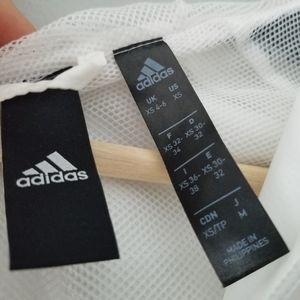 adidas
adidas
UK US
XS 4-6 XS
F D
XS 32-34 XS 30-32
I E
XS 36-38 XS 30-32
CDN J
XS/TP M
MADE IN
PHILIPPINES